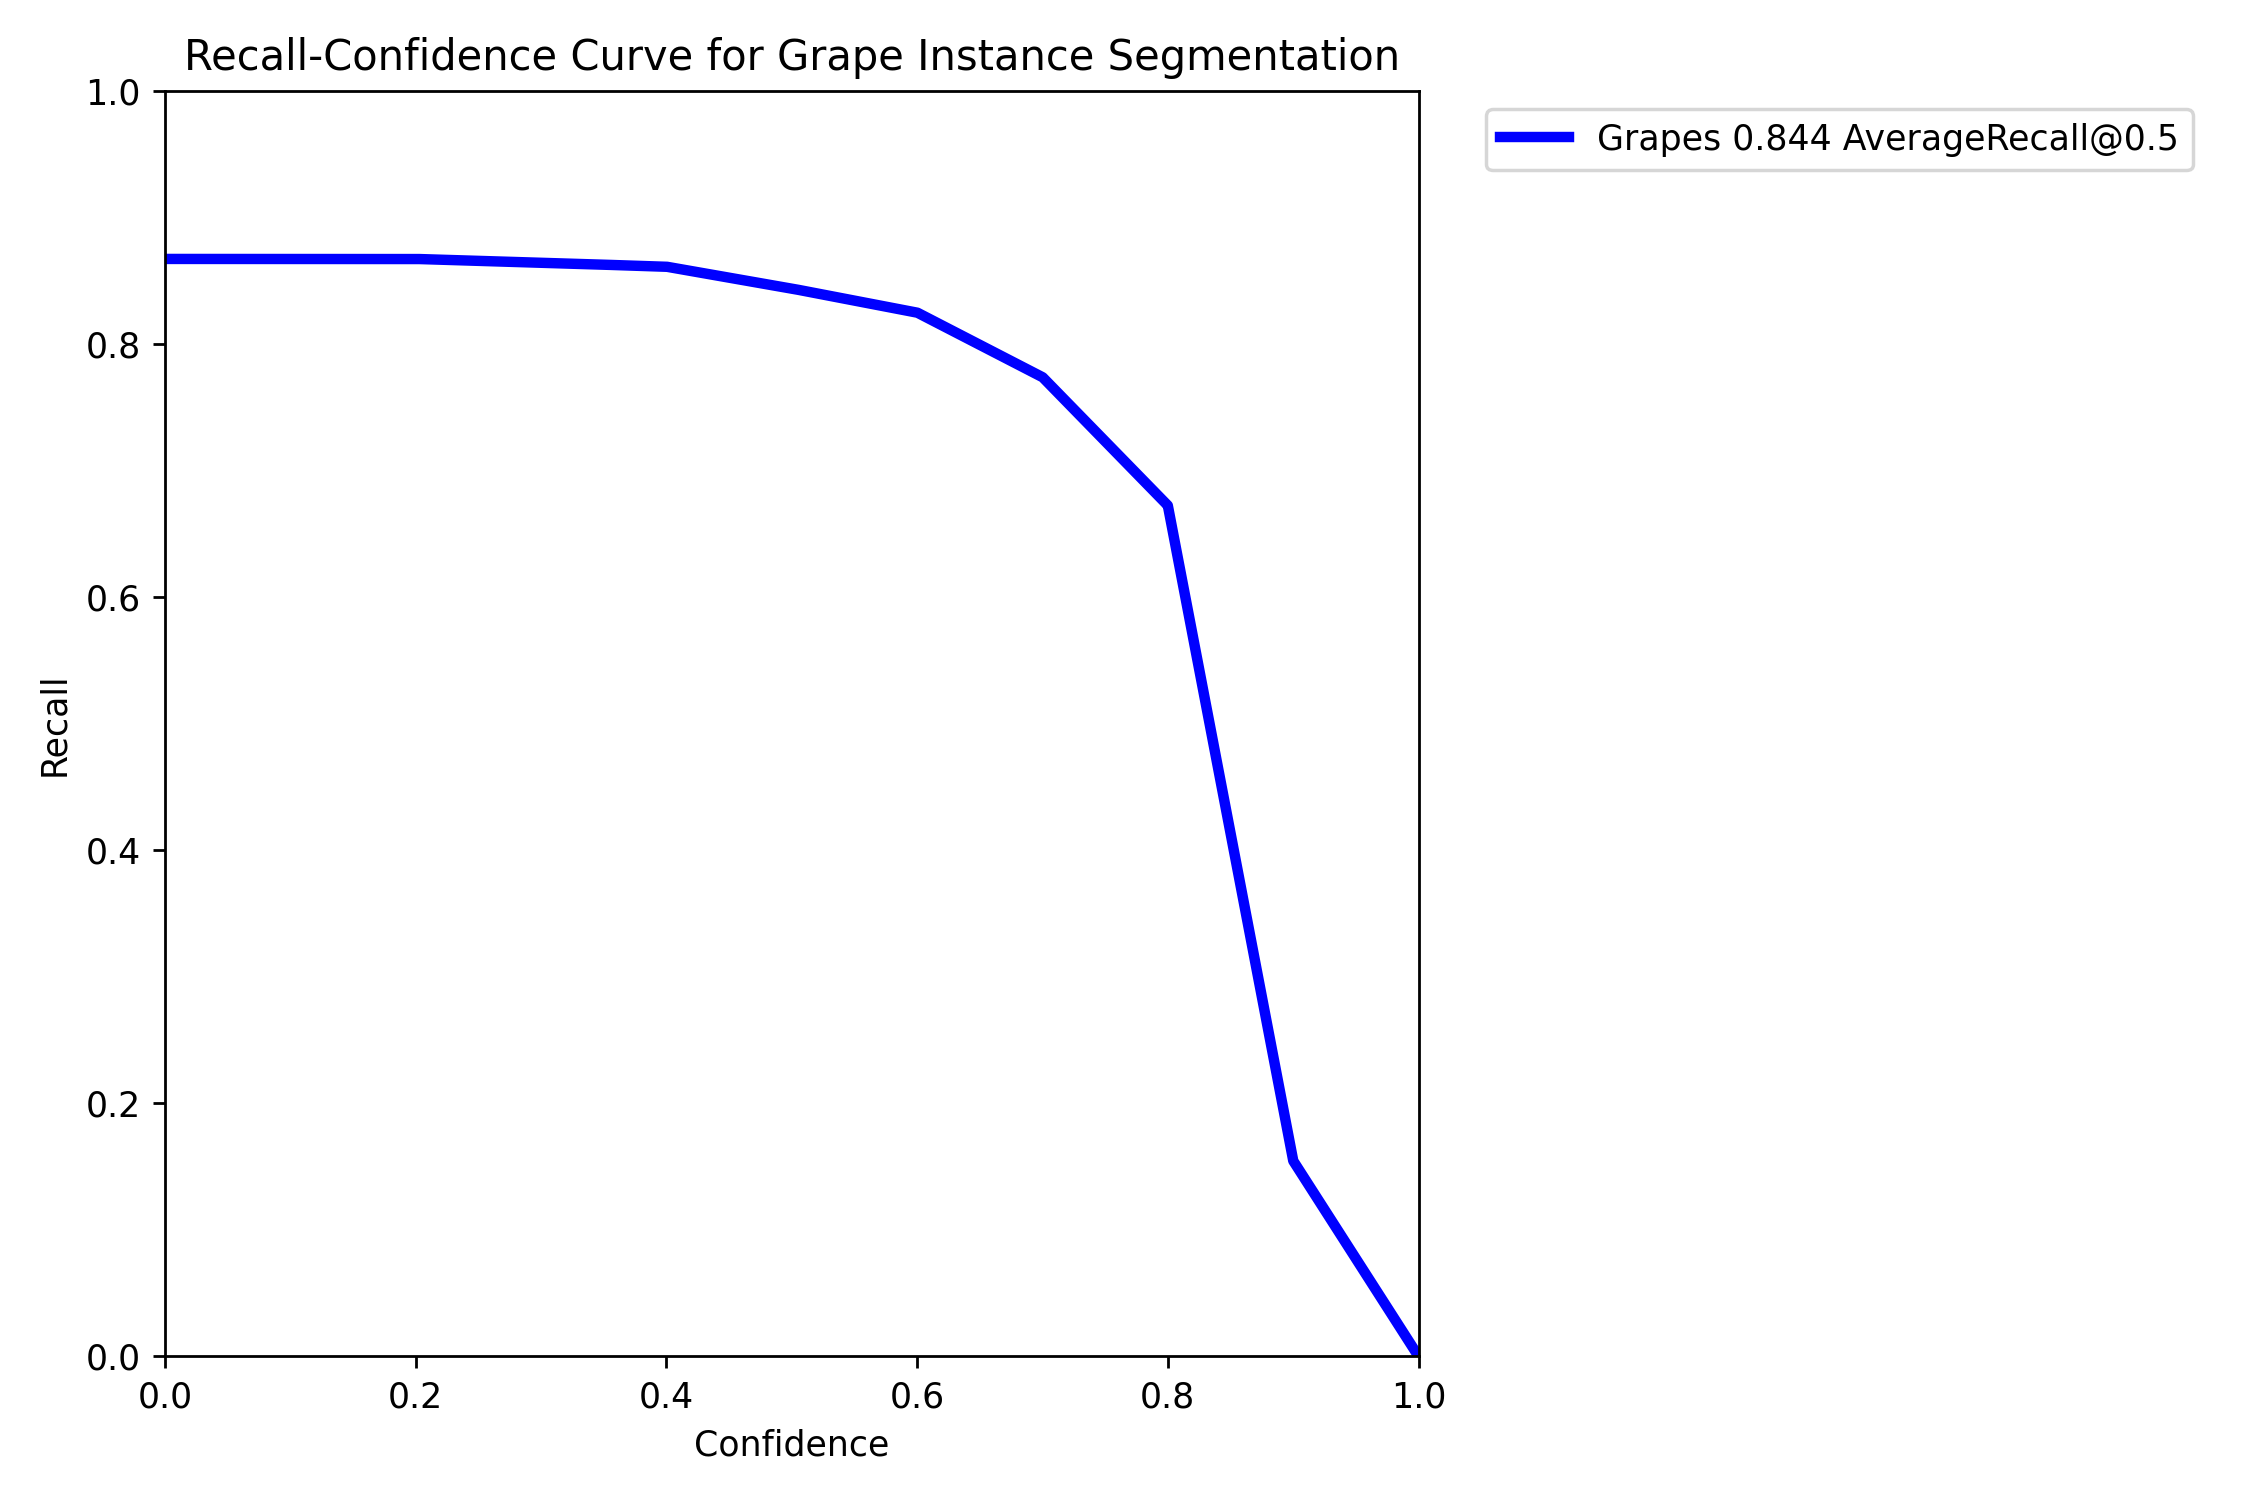 Recall-Confidence Curve for Grape Instance Segmentation
Grapes 0.844 AverageRecall@0.5
1.0
0.8
0.6
0.4
0.2
0.0
Recall
0.0 0.2 0.4 0.6 0.8 1.0
Confidence